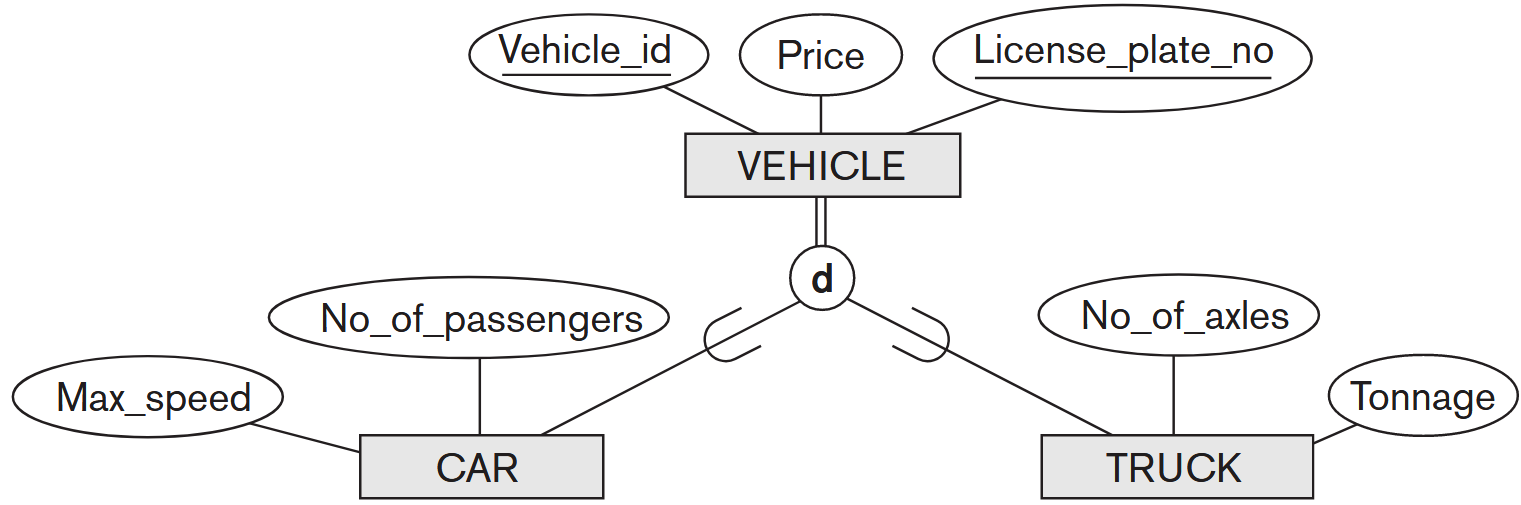 Vehicle_id
Price
License_plate_no
VEHICLE
d
No_of_passengers
No_of_axles
Max_speed
Tonnage
CAR
TRUCK